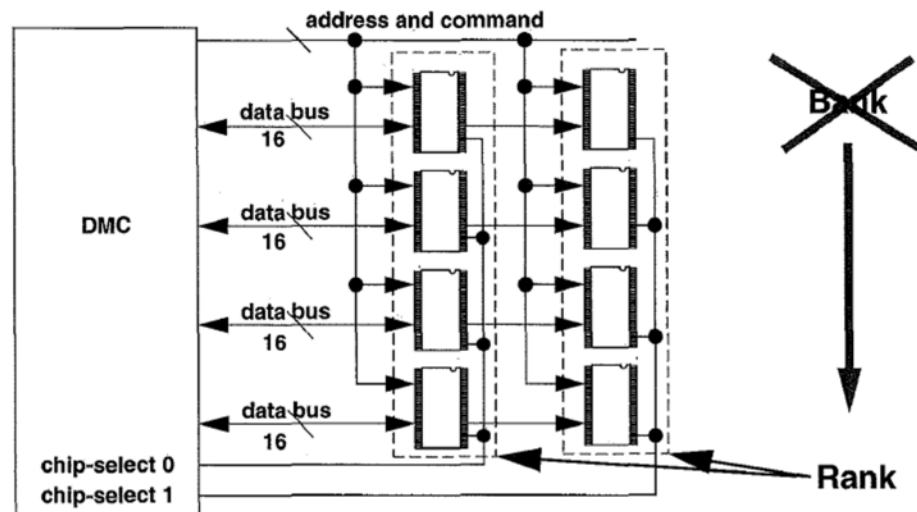 address and command
Bank
data bus
16
data bus
16
DMC
data bus
16
data bus
16
chip-select 0
chip-select 1
Rank